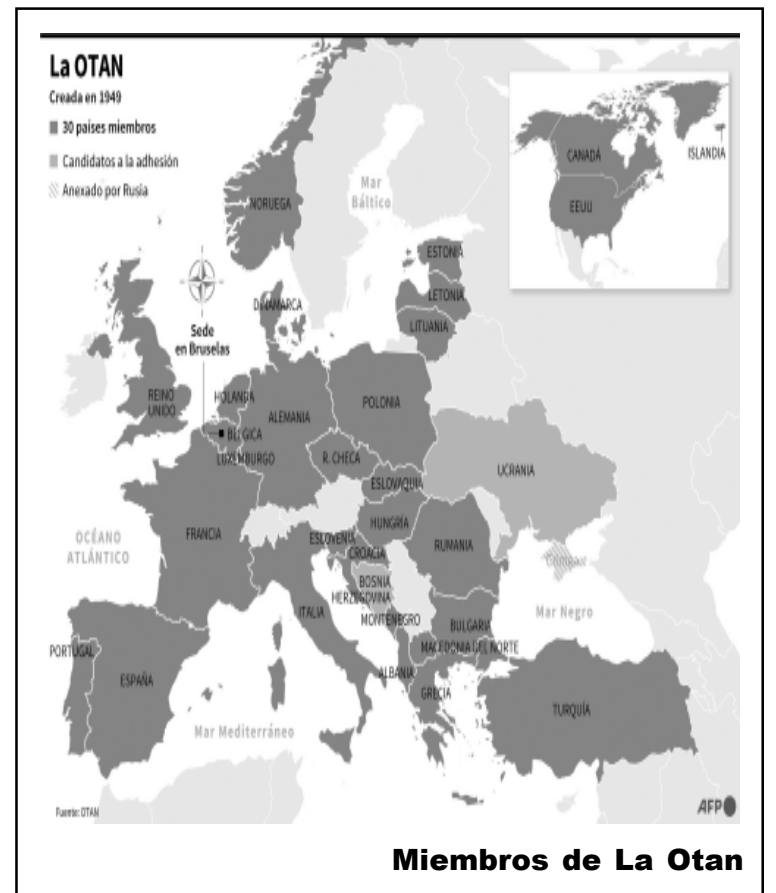 La OTAN
Creada en 1949
30 países miembros
Candidatos a la adhesión
Anexado por Rusia
CANADÁ
ISLANDIA
EEUU
NORUEGA
Mar
Báltico
ESTONIA
LETONIA
LITUANIA
DINAMARCA
Sede
en Bruselas
REINO
UNIDO
HOLANDA
ALEMANIA
POLONIA
BÉLGICA
LUXEMBURGO
R. CHECA
UCRANIA
ESLOVAQUIA
HUNGRÍA
OCÉANO
ATLÁNTICO
FRANCIA
ESLOVENIA
CROACIA
RUMANIA
Crimea
BOSNIA
HERZEGOVINA
ITALIA
MONTENEGRO
Mar Negro
BULGARIA
MACEDONIA DEL NORTE
PORTUGAL
ESPAÑA
ALBANIA
GRECIA
TURQUÍA
Mar Mediterráneo
Fuente: OTAN
AFP
Miembros de La Otan